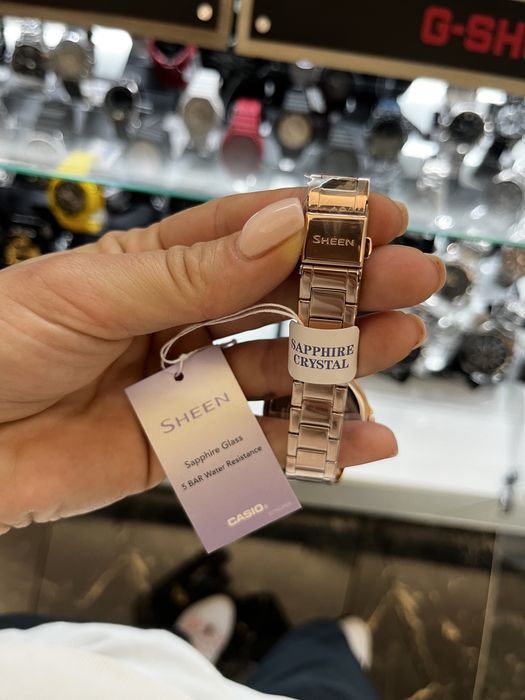 G-SH
SHEEN
SAPPHIRE
CRYSTAL
SHEEN
Sapphire Glass
5 BAR Water Resistance
CASIO